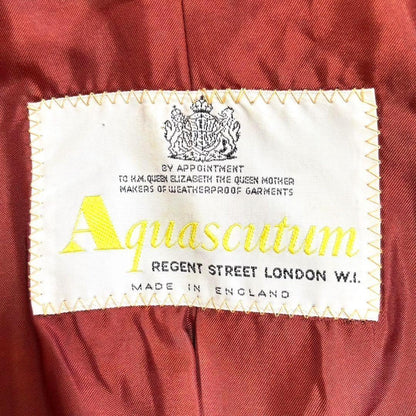 BY APPOINTMENT
TO H.M. QUEEN ELIZABETH THE QUEEN MOTHER
MAKERS OF WEATHERPROOF GARMENTS
Aquascutum
REGENT STREET LONDON W.I.
MADE IN ENGLAND